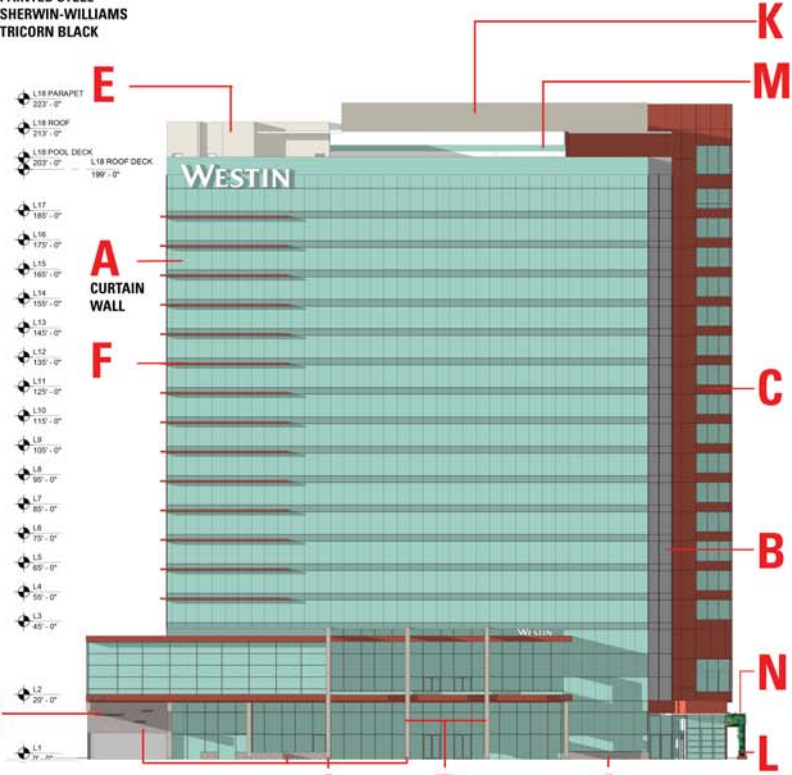 SHERWIN-WILLIAMS
TRICORN BLACK
K
M
E
L18 PARAPET
223' - 0"
L18 ROOF
213' - 0"
L18 POOL DECK
203' - 0"
L18 ROOF DECK
199' - 0"
WESTIN
L17
185' - 0"
L16
175' - 0"
A
CURTAIN
WALL
L15
165' - 0"
L14
155' - 0"
L13
145' - 0"
F
L12
135' - 0"
C
L11
125' - 0"
L10
115' - 0"
L9
105' - 0"
L8
95' - 0"
L7
85' - 0"
L6
75' - 0"
B
L5
65' - 0"
L4
55' - 0"
L3
45' - 0"
WESTIN
N
L2
20' - 0"
L
L1
0' - 0"